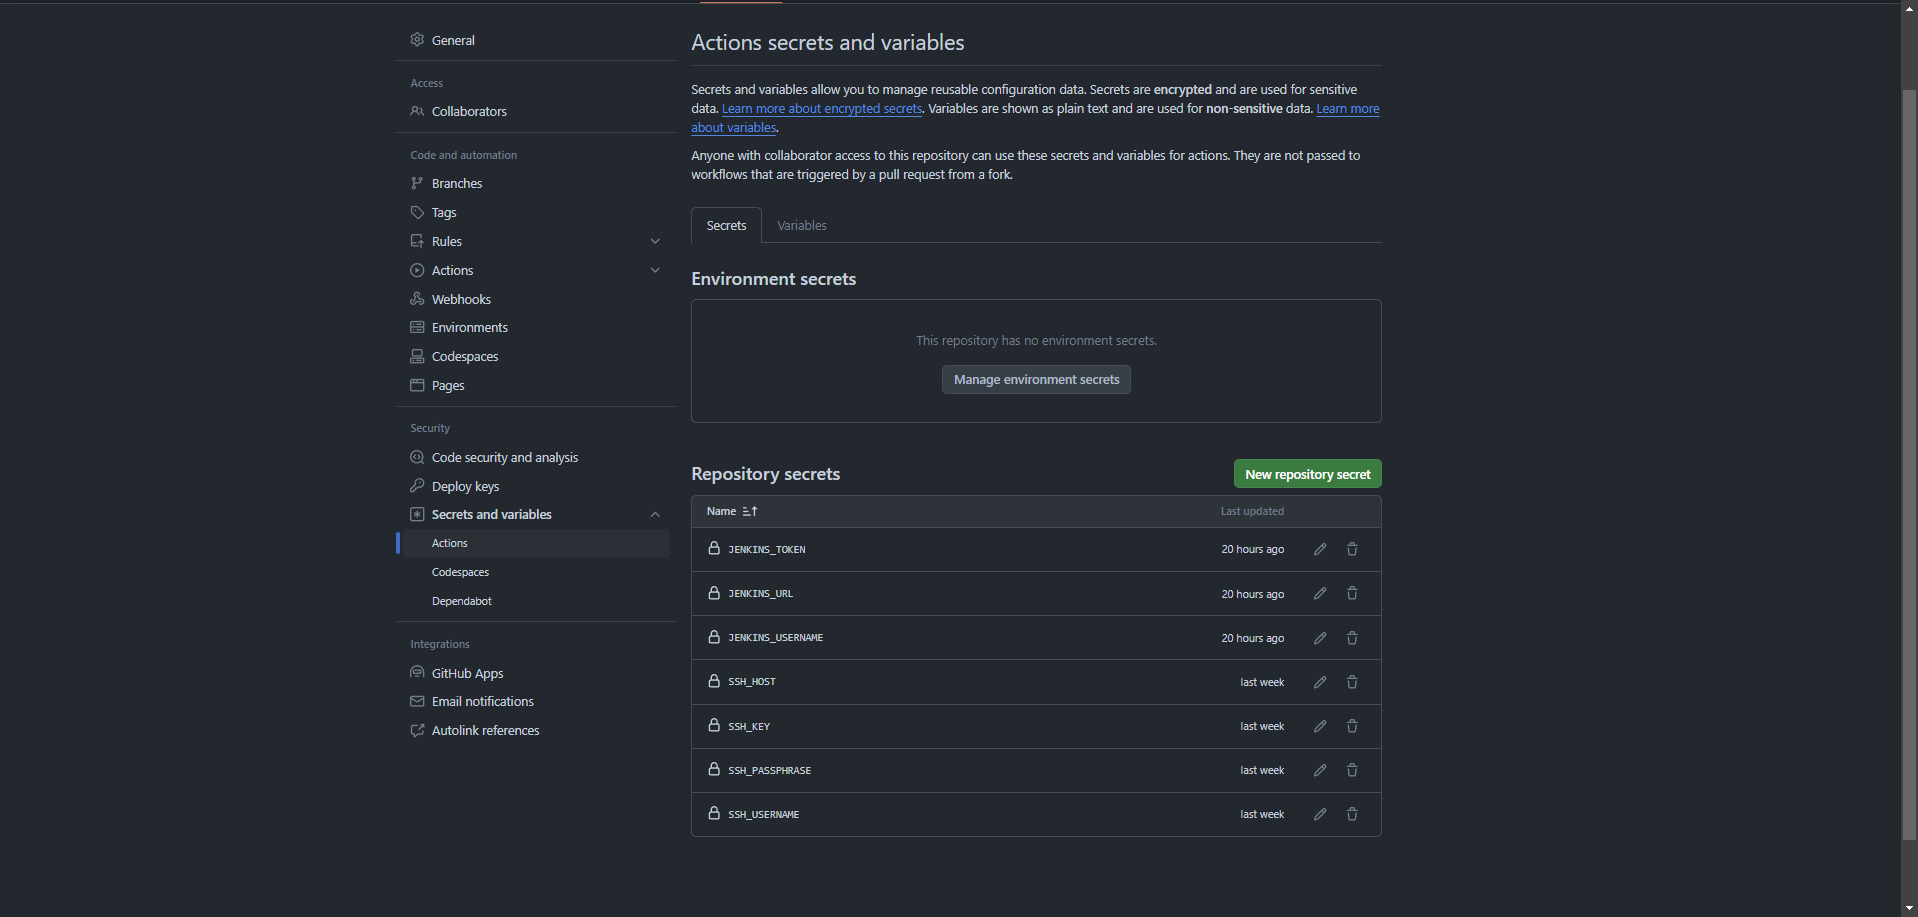 General
Access
Collaborators
Code and automation
Branches
Tags
Rules
Actions
Webhooks
Environments
Codespaces
Pages
Security
Code security and analysis
Deploy keys
Secrets and variables
Actions
Codespaces
Dependabot
Integrations
GitHub Apps
Email notifications
Autolink references
Actions secrets and variables
Secrets and variables allow you to manage reusable configuration data. Secrets are encrypted and are used for sensitive
data. Learn more about encrypted secrets. Variables are shown as plain text and are used for non-sensitive data. Learn more
about variables.
Anyone with collaborator access to this repository can use these secrets and variables for actions. They are not passed to
workflows that are triggered by a pull request from a fork.
Secrets Variables
Environment secrets
This repository has no environment secrets.
Manage environment secrets
Repository secrets New repository secret
Name Last updated
JENKINS_TOKEN 20 hours ago
JENKINS_URL 20 hours ago
JENKINS_USERNAME 20 hours ago
SSH_HOST last week
SSH_KEY last week
SSH_PASSPHRASE last week
SSH_USERNAME last week